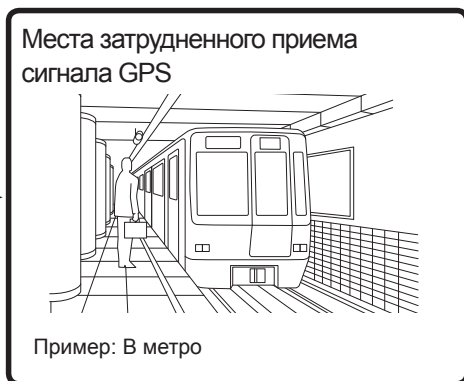 Места затрудненного приема
сигнала GPS
Пример: В метро